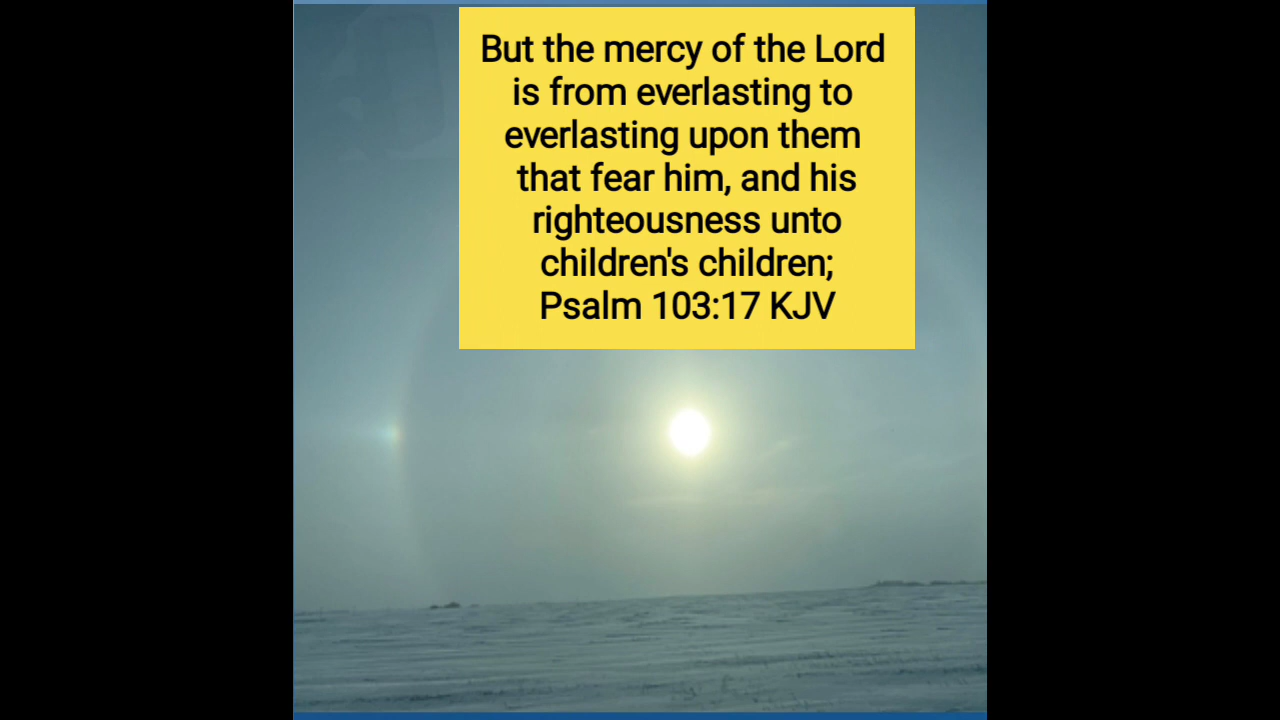 But the mercy of the Lord
is from everlasting to
everlasting upon them
that fear him, and his
righteousness unto
children's children;
Psalm 103:17 KJV